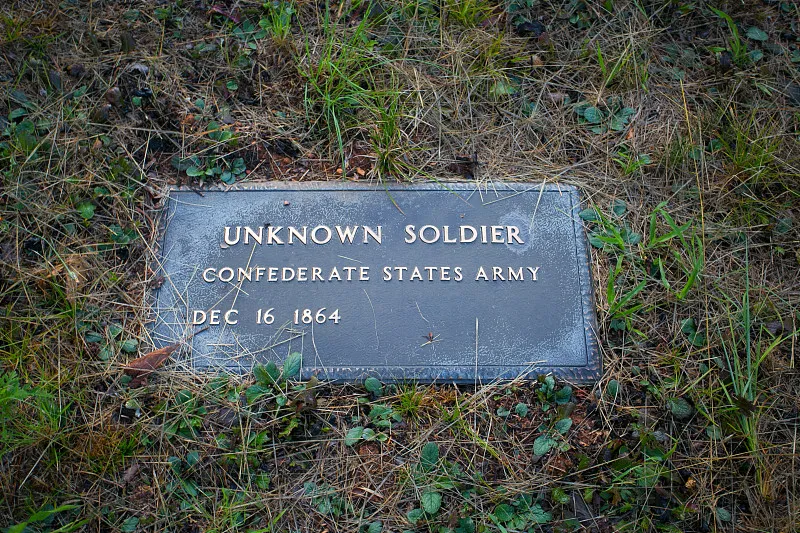 UNKNOWN SOLDIER
CONFEDERATE STATES ARMY
DEC 16 1864